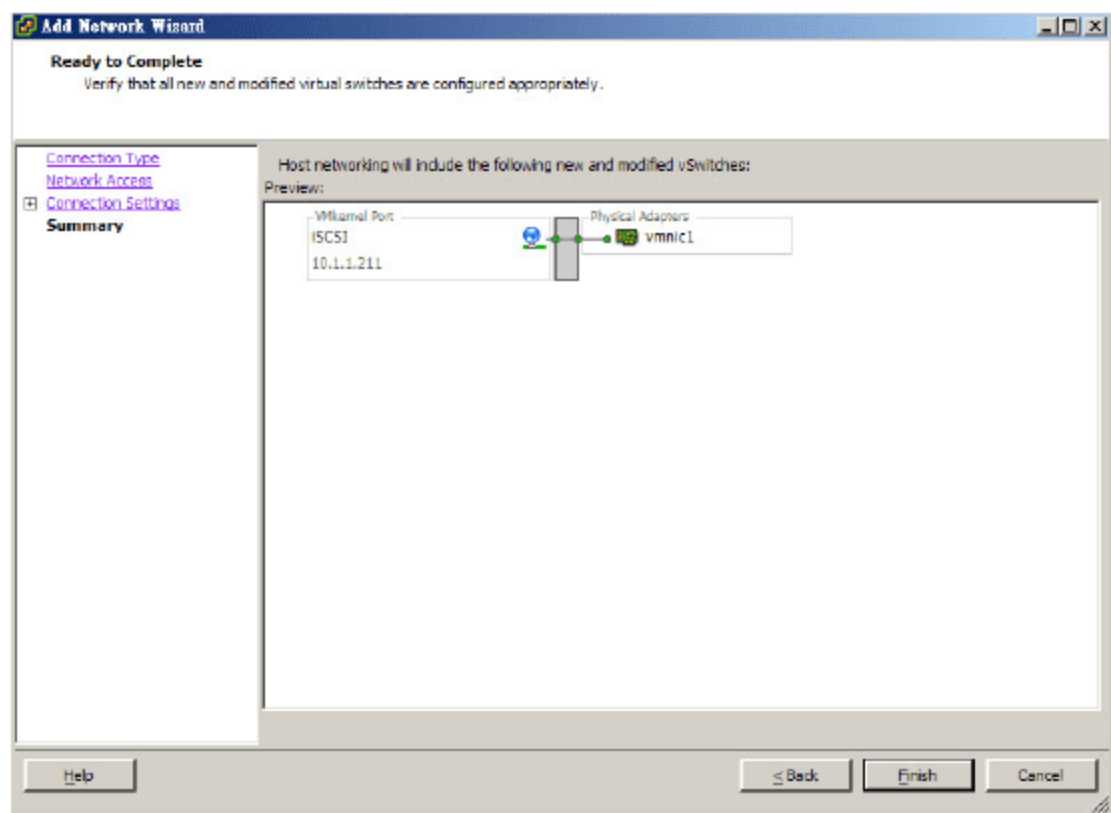 Add Network Wizard
Ready to Complete
Verify that all new and modified virtual switches are configured appropriately.
Connection Type
Network Access
Connection Settings
Summary
Host networking will include the following new and modified vSwitches:
Preview:
VMkernel Port
iSCSI
10.1.1.211
Physical Adapters
vmnic1
Help
< Back
Finish
Cancel